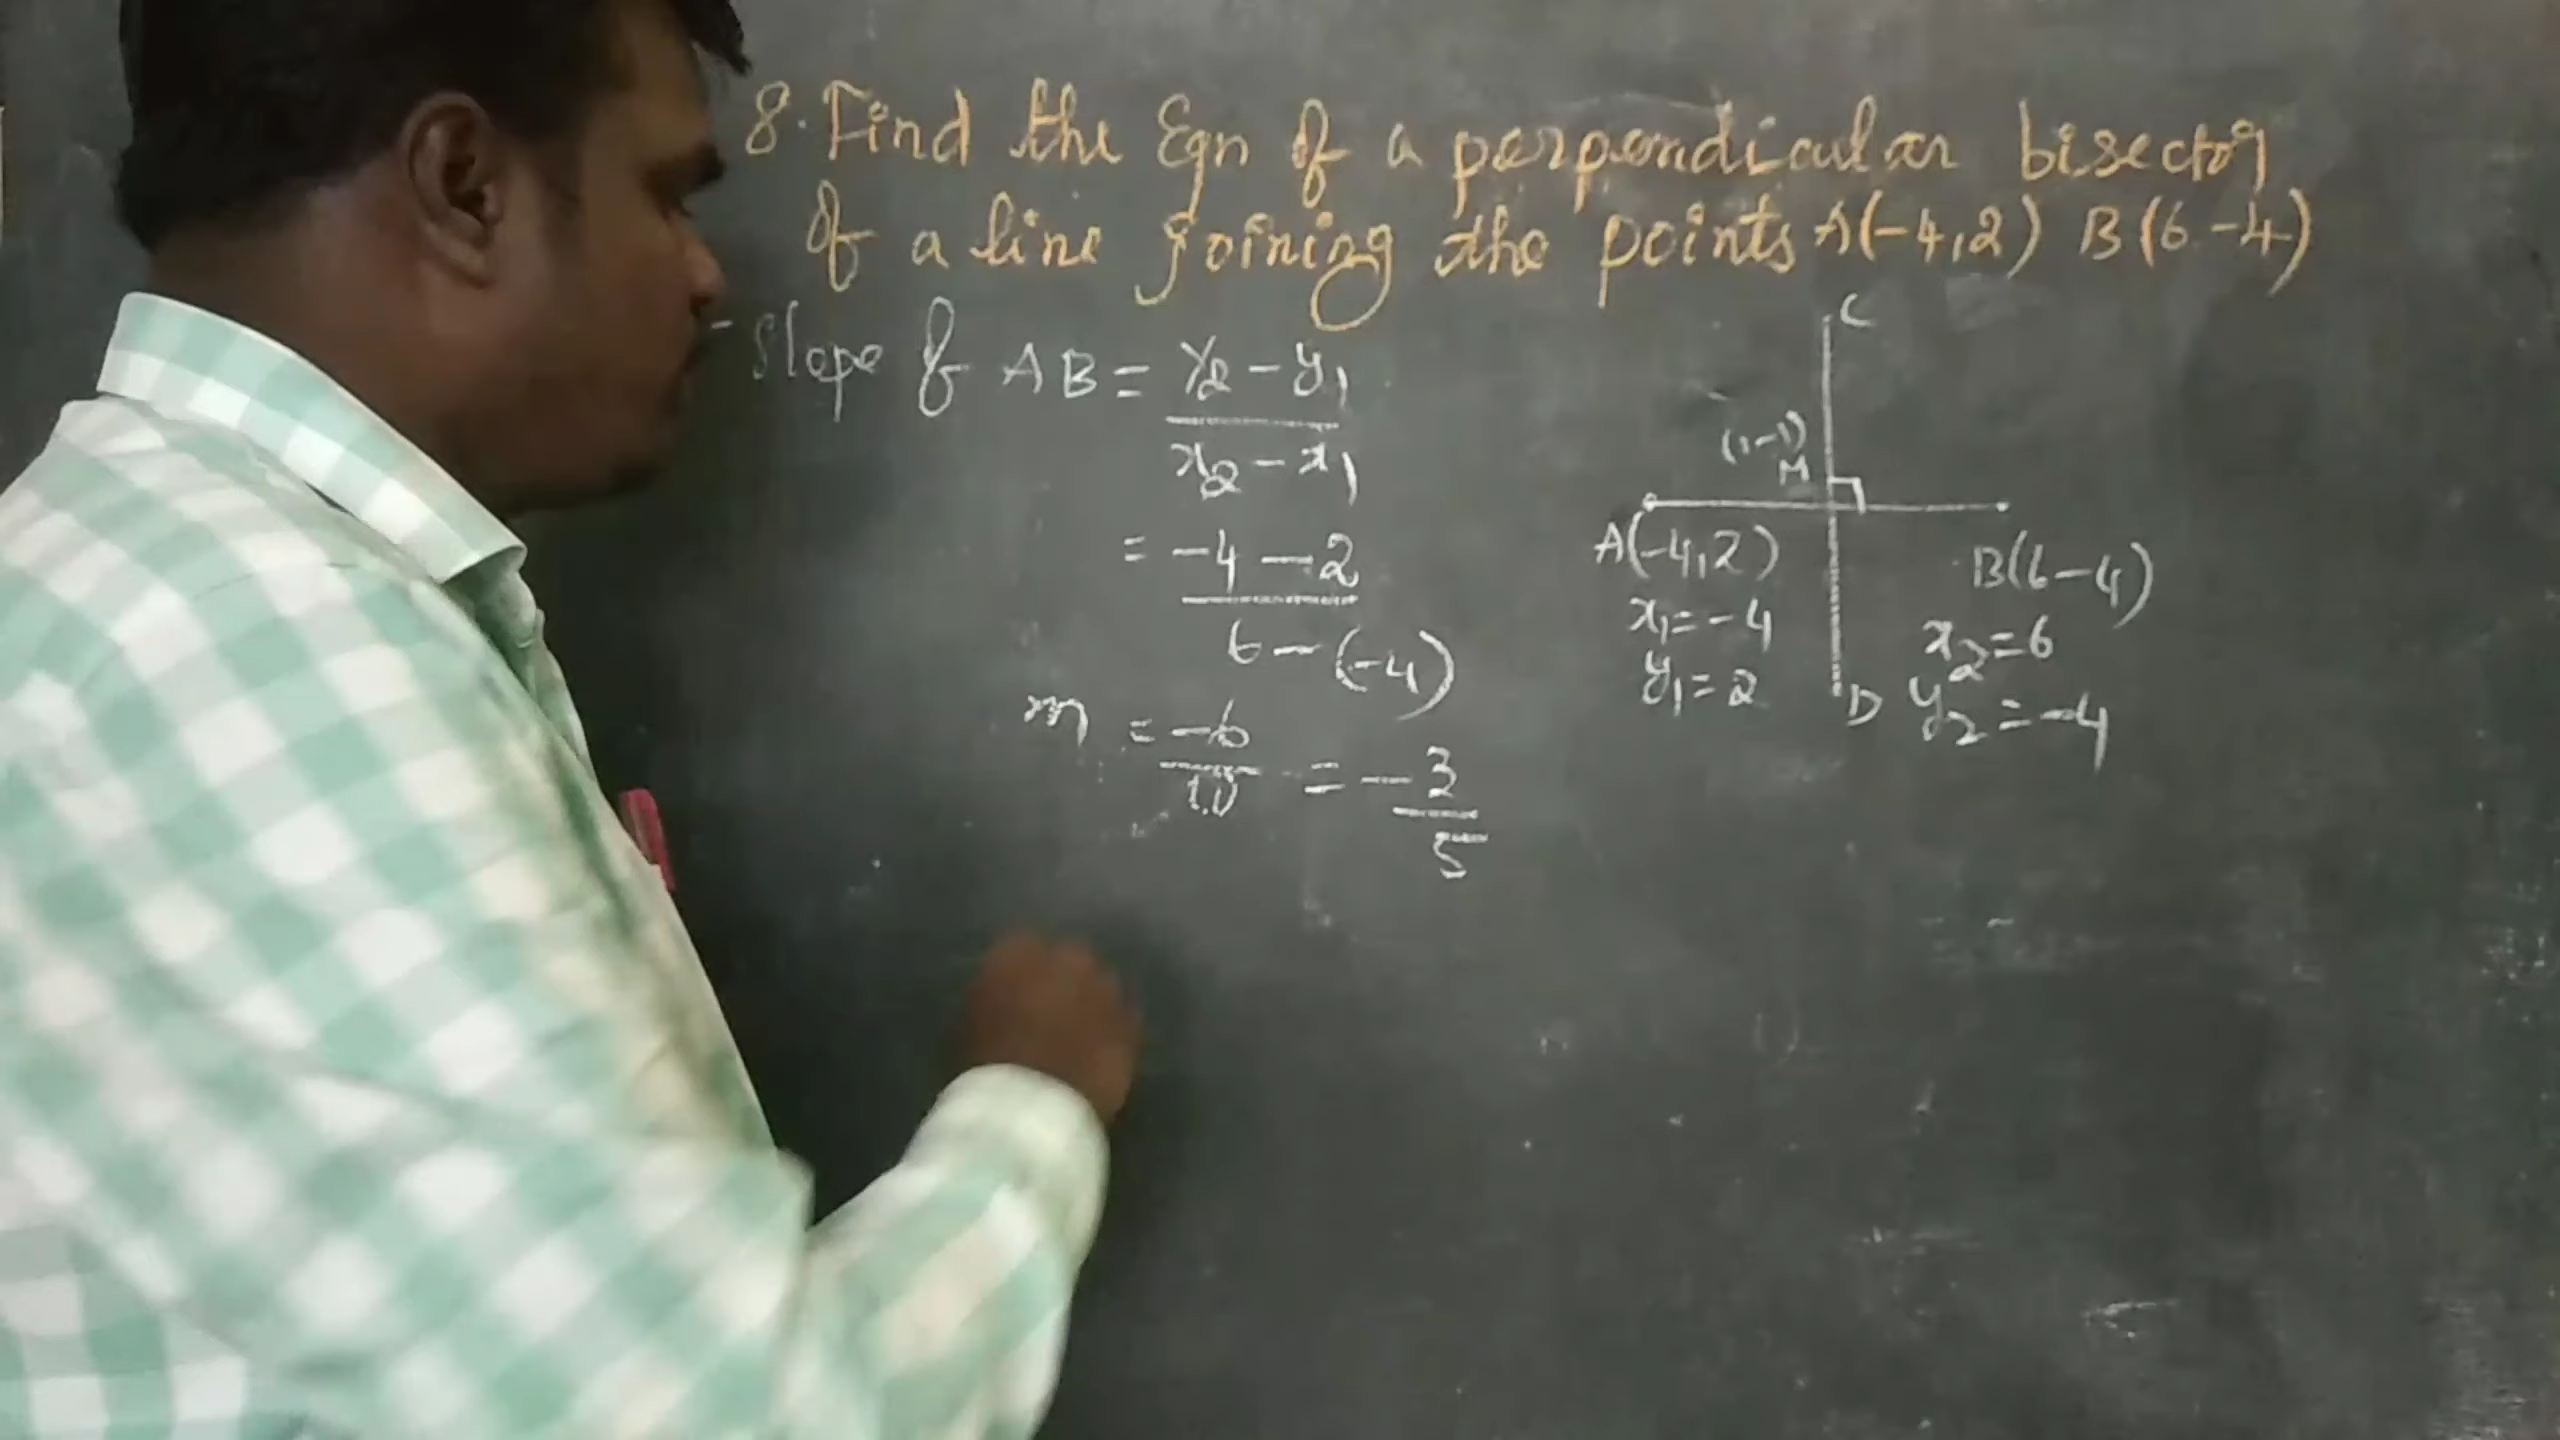 8. Find the Eqn of a perpendicular bisector
of a line joining the points A(-4,2) B(6 -4)
Slope of AB = y2 - y1
x2 - x1
= -4 - 2
6 - (-4)
m = -6
10
= -3
5
C
(1 -1)
M
A(-4,2)
x1 = -4
y1 = 2
B(6 -4)
x2 = 6
y2 = -4
D